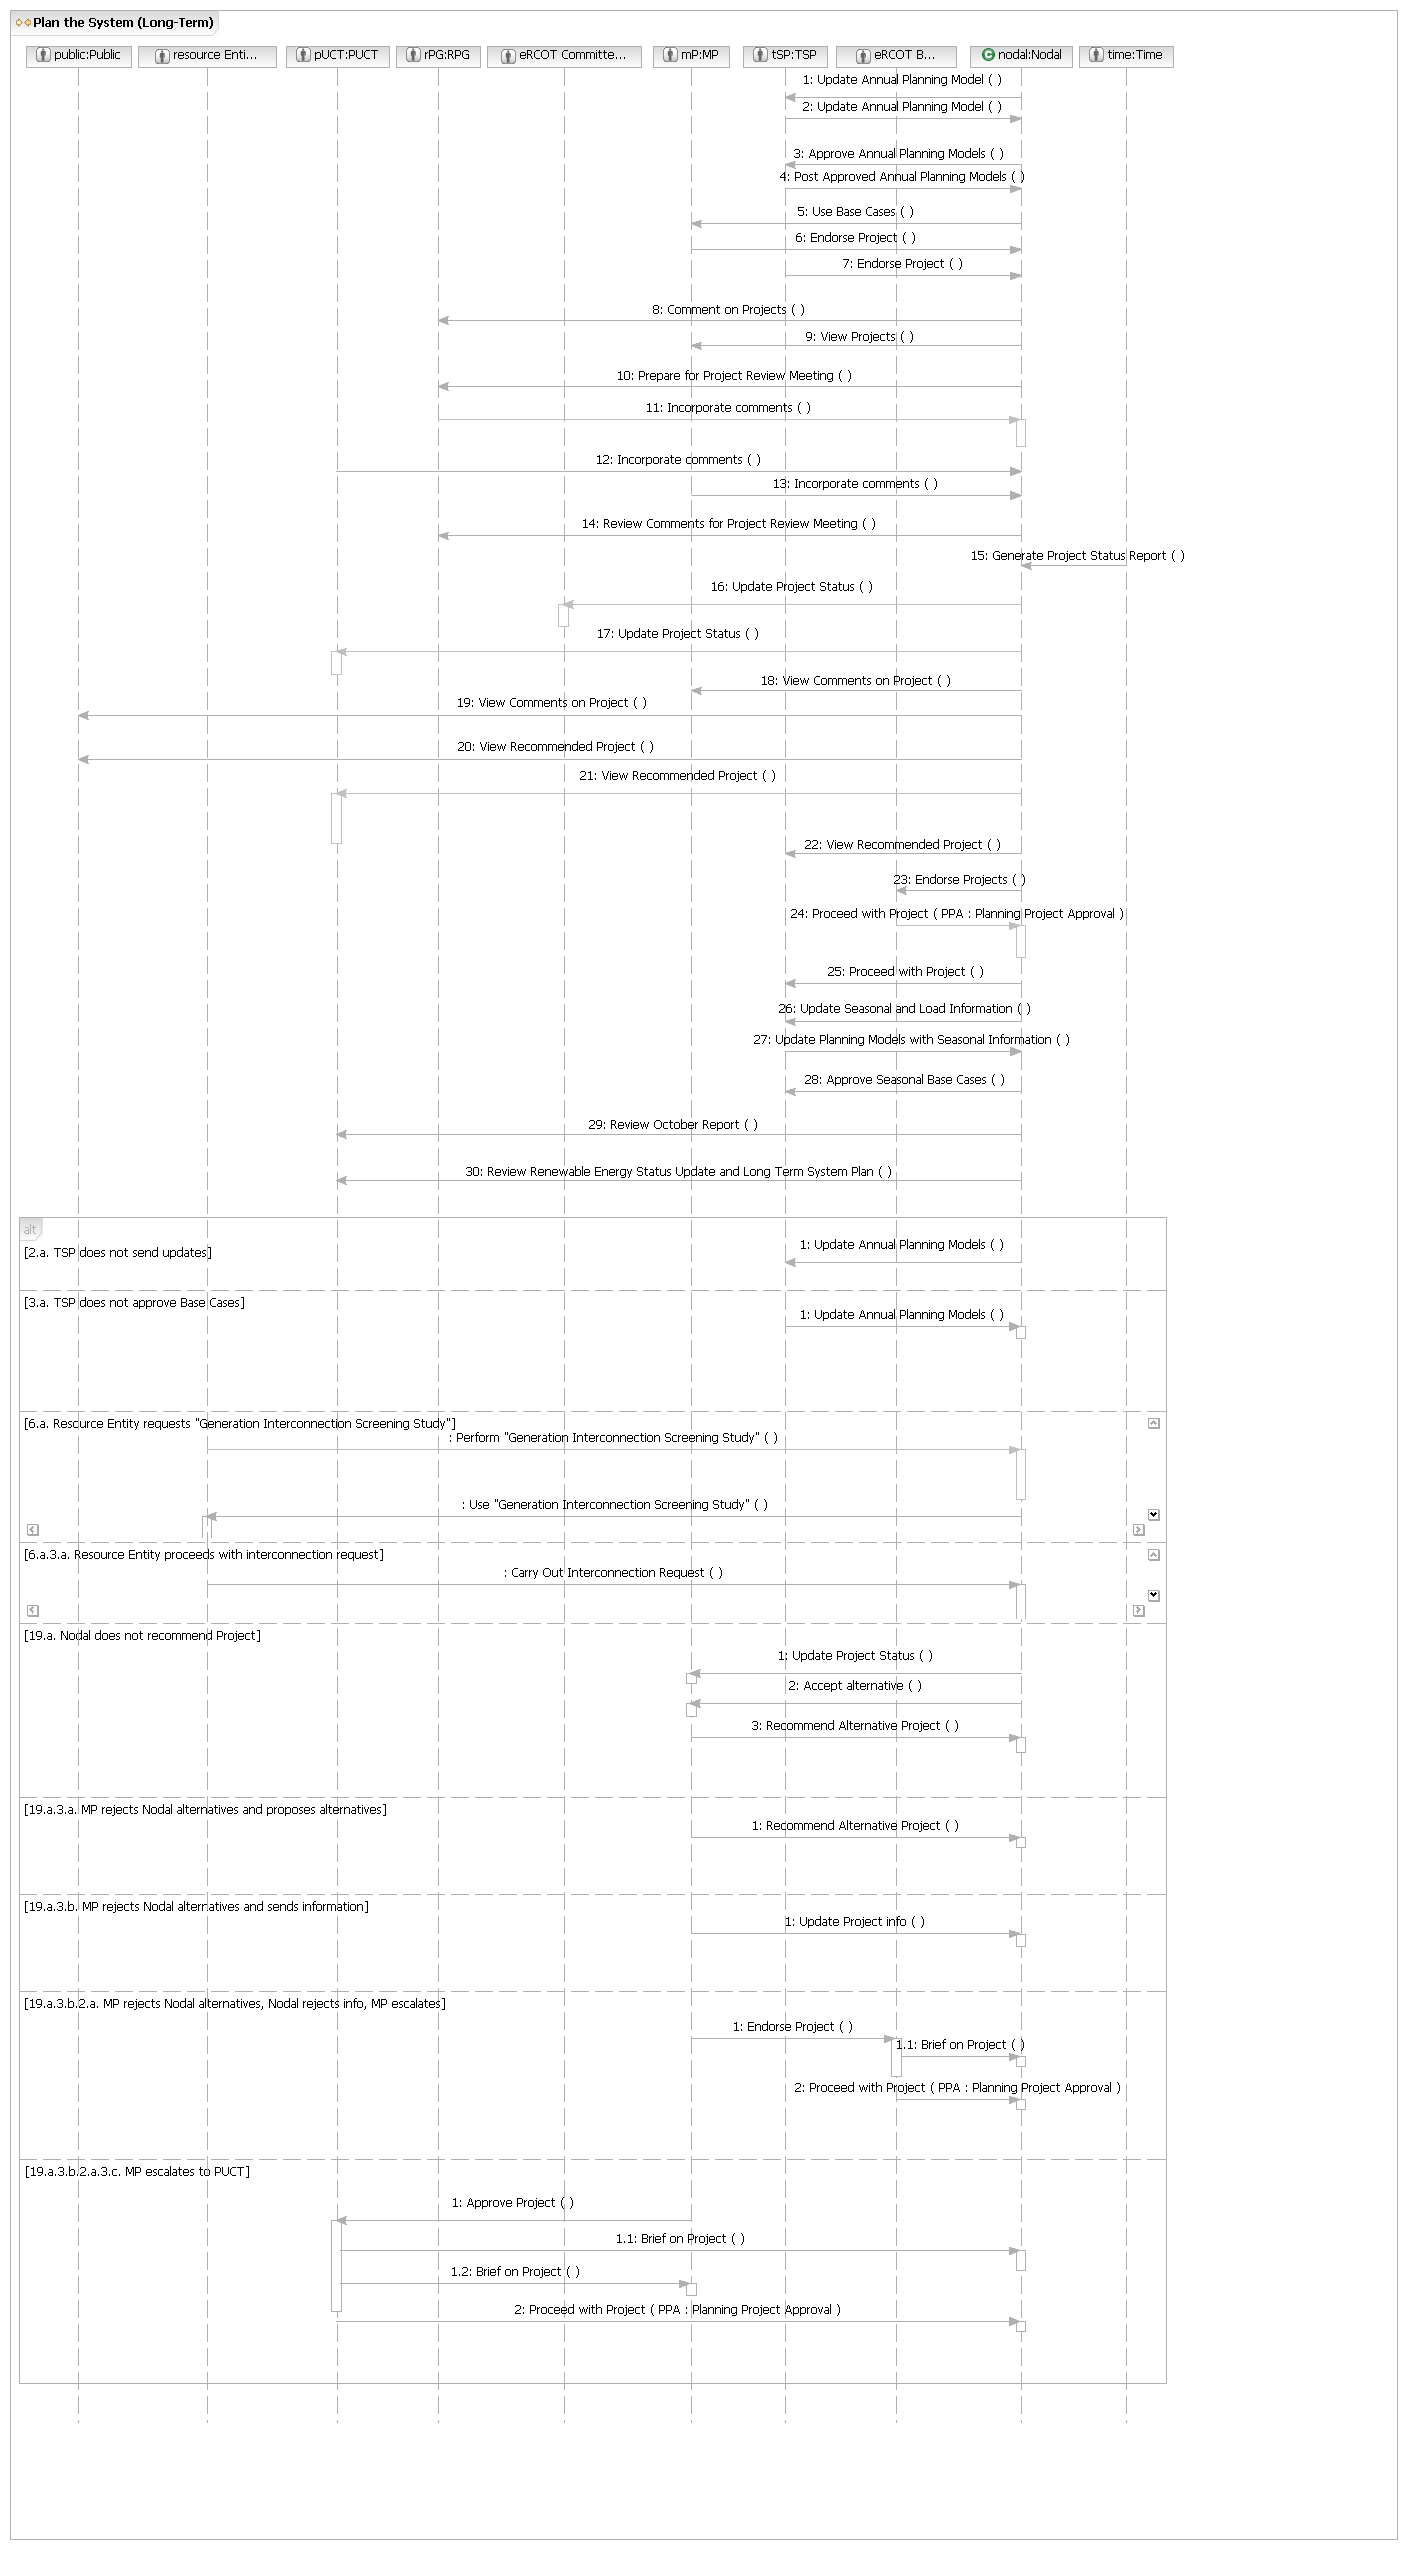 Plan the System (Long-Term)
public:Public
resource Enti...
pUCT:PUCT
rPG:RPG
eRCOT Committe...
mP:MP
tSP:TSP
eRCOT B...
nodal:Nodal
time:Time
1: Update Annual Planning Model ( )
2: Update Annual Planning Model ( )
3: Approve Annual Planning Models ( )
4: Post Approved Annual Planning Models ( )
5: Use Base Cases ( )
6: Endorse Project ( )
7: Endorse Project ( )
8: Comment on Projects ( )
9: View Projects ( )
10: Prepare for Project Review Meeting ( )
11: Incorporate comments ( )
12: Incorporate comments ( )
13: Incorporate comments ( )
14: Review Comments for Project Review Meeting ( )
15: Generate Project Status Report ( )
16: Update Project Status ( )
17: Update Project Status ( )
18: View Comments on Project ( )
19: View Comments on Project ( )
20: View Recommended Project ( )
21: View Recommended Project ( )
22: View Recommended Project ( )
23: Endorse Projects ( )
24: Proceed with Project ( PPA : Planning Project Approval )
25: Proceed with Project ( )
26: Update Seasonal and Load Information ( )
27: Update Planning Models with Seasonal Information ( )
28: Approve Seasonal Base Cases ( )
29: Review October Report ( )
30: Review Renewable Energy Status Update and Long Term System Plan ( )
alt
[2.a. TSP does not send updates]
1: Update Annual Planning Models ( )
[3.a. TSP does not approve Base Cases]
1: Update Annual Planning Models ( )
[6.a. Resource Entity requests "Generation Interconnection Screening Study"]
: Perform "Generation Interconnection Screening Study" ( )
: Use "Generation Interconnection Screening Study" ( )
[6.a.3.a. Resource Entity proceeds with interconnection request]
: Carry Out Interconnection Request ( )
[19.a. Nodal does not recommend Project]
1: Update Project Status ( )
2: Accept alternative ( )
3: Recommend Alternative Project ( )
[19.a.3.a. MP rejects Nodal alternatives and proposes alternatives]
1: Recommend Alternative Project ( )
[19.a.3.b. MP rejects Nodal alternatives and sends information]
1: Update Project info ( )
[19.a.3.b.2.a. MP rejects Nodal alternatives, Nodal rejects info, MP escalates]
1: Endorse Project ( )
1.1: Brief on Project ( )
2: Proceed with Project ( PPA : Planning Project Approval )
[19.a.3.b.2.a.3.c. MP escalates to PUCT]
1: Approve Project ( )
1.1: Brief on Project ( )
1.2: Brief on Project ( )
2: Proceed with Project ( PPA : Planning Project Approval )